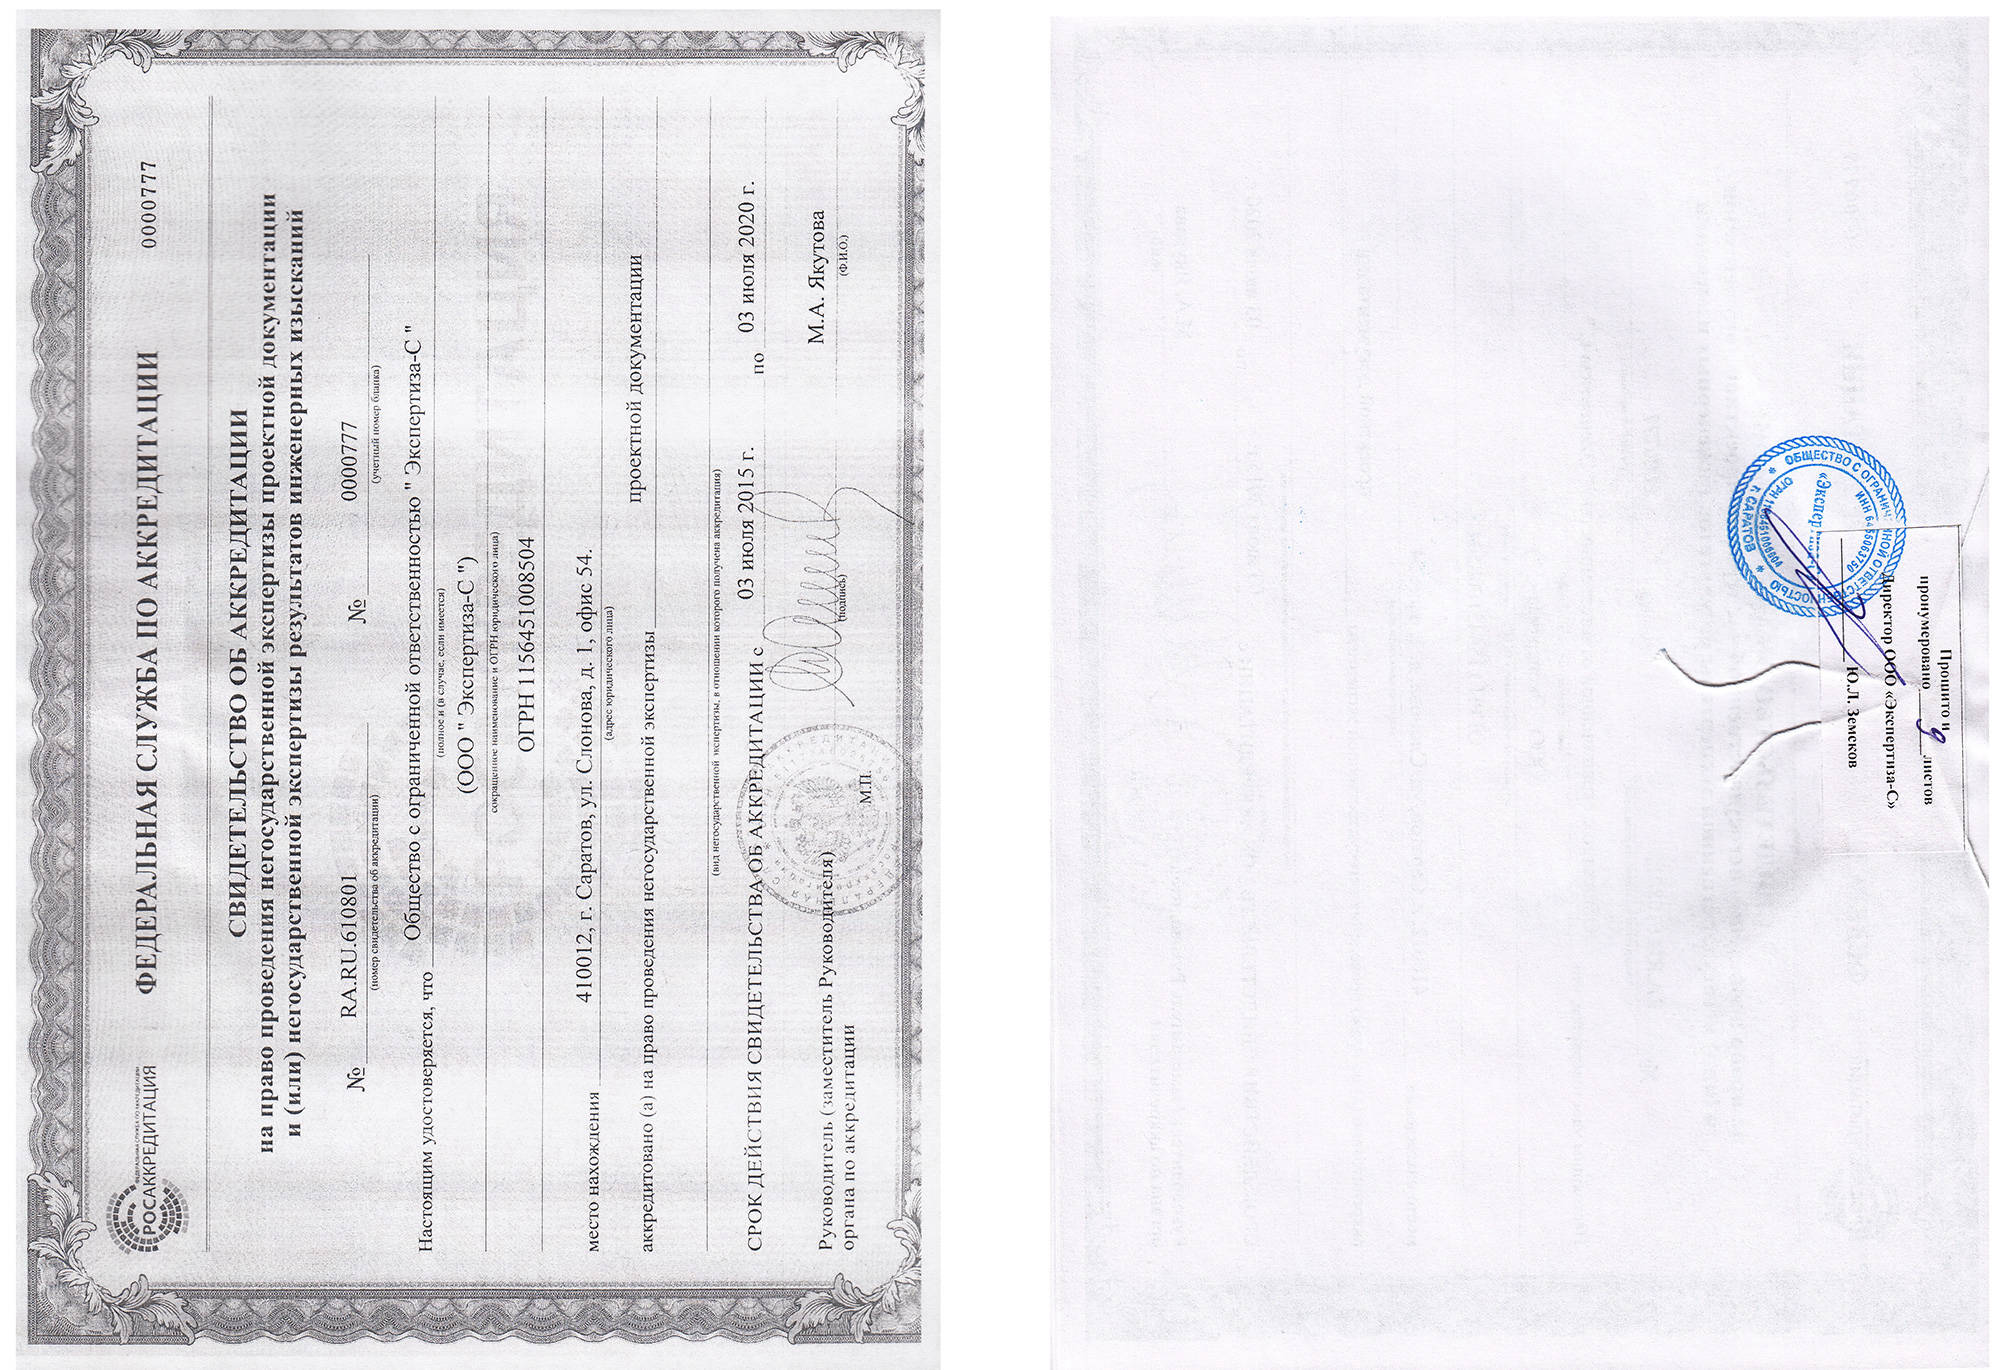 ФЕДЕРАЛЬНАЯ СЛУЖБА ПО АККРЕДИТАЦИИ
РОСАККРЕДИТАЦИЯ
ФЕДЕРАЛЬНАЯ СЛУЖБА ПО АККРЕДИТАЦИИ
0000777
СВИДЕТЕЛЬСТВО ОБ АККРЕДИТАЦИИ
на право проведения негосударственной экспертизы проектной документации
и (или) негосударственной экспертизы результатов инженерных изысканий
№ RA.RU.610801 № 0000777
(номер свидетельства об аккредитации) (учетный номер бланка)
Настоящим удостоверяется, что Общество с ограниченной ответственностью " Экспертиза-С "
(полное и (в случае, если имеется)
(ООО " Экспертиза-С ")
сокращенное наименование и ОГРН юридического лица)
ОГРН 1156451008504
место нахождения 410012, г. Саратов, ул. Слонова, д. 1, офис 54.
(адрес юридического лица)
аккредитовано (а) на право проведения негосударственной экспертизы проектной документации
(вид негосударственной экспертизы, в отношении которого получена аккредитация)
СРОК ДЕЙСТВИЯ СВИДЕТЕЛЬСТВА ОБ АККРЕДИТАЦИИ с 03 июля 2015 г. по 03 июля 2020 г.
Руководитель (заместитель Руководителя)
органа по аккредитации
М.П.
(подпись)
М.А. Якутова
(Ф.И.О.)
Прошито и
пронумеровано 9 листов
Директор ООО «Экспертиза-С»
Ю.Л. Земсков
ОБЩЕСТВО С ОГРАНИЧЕННОЙ ОТВЕТСТВЕННОСТЬЮ
* Г. САРАТОВ *